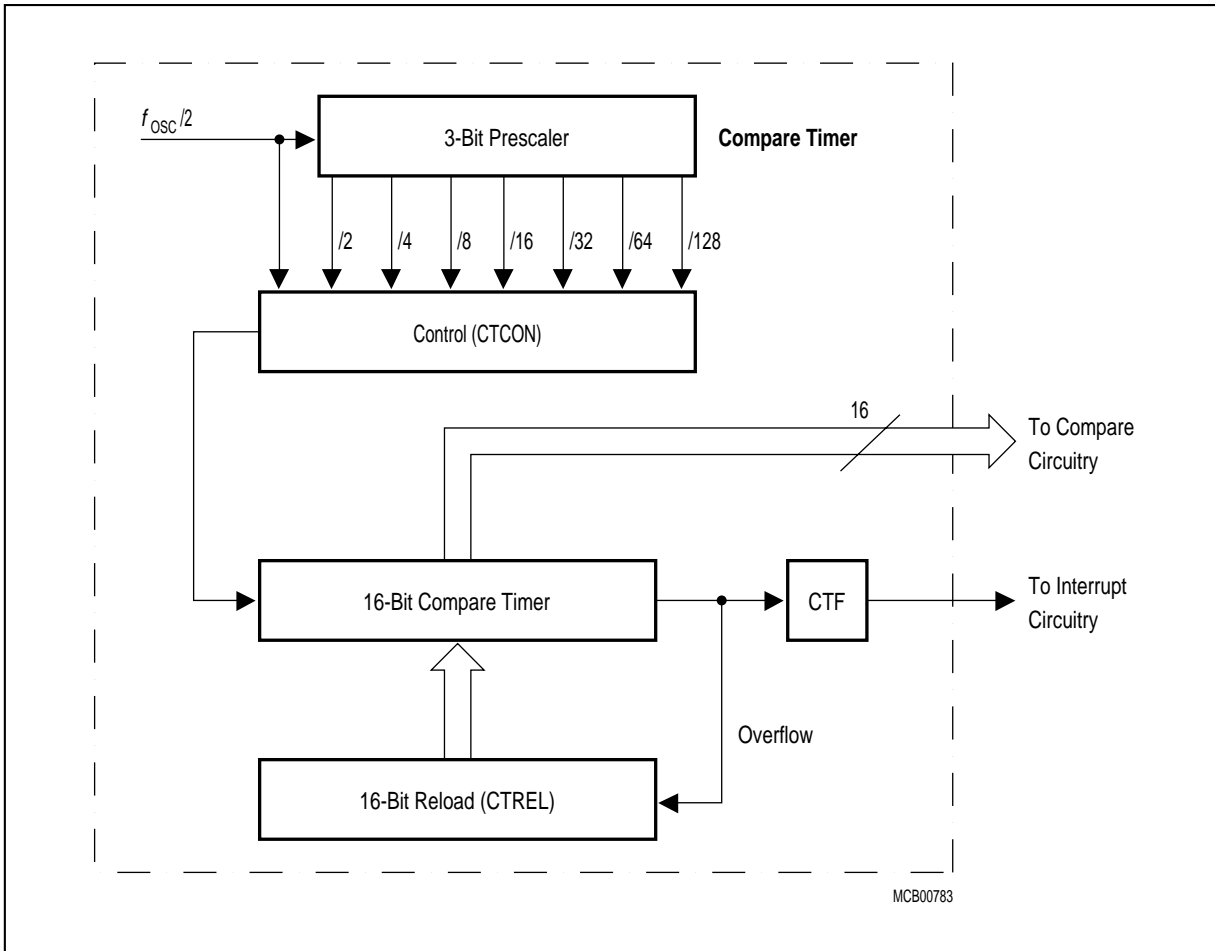 f OSC /2
3-Bit Prescaler
Compare Timer
/2 /4 /8 /16 /32 /64 /128
Control (CTCON)
16
To Compare
Circuitry
16-Bit Compare Timer
CTF
To Interrupt
Circuitry
Overflow
16-Bit Reload (CTREL)
MCB00783